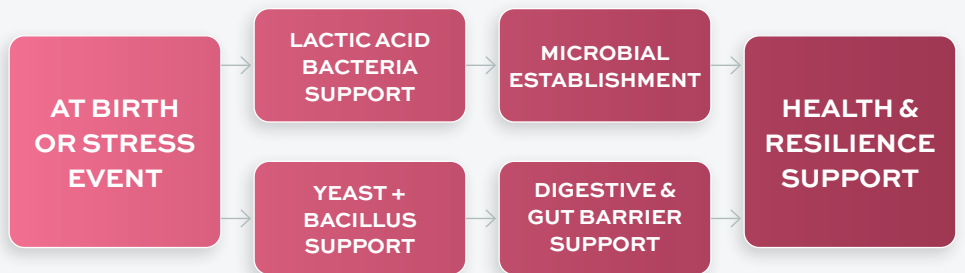 AT BIRTH
OR STRESS
EVENT
LACTIC ACID
BACTERIA
SUPPORT
MICROBIAL
ESTABLISHMENT
YEAST +
BACILLUS
SUPPORT
DIGESTIVE &
GUT BARRIER
SUPPORT
HEALTH &
RESILIENCE
SUPPORT